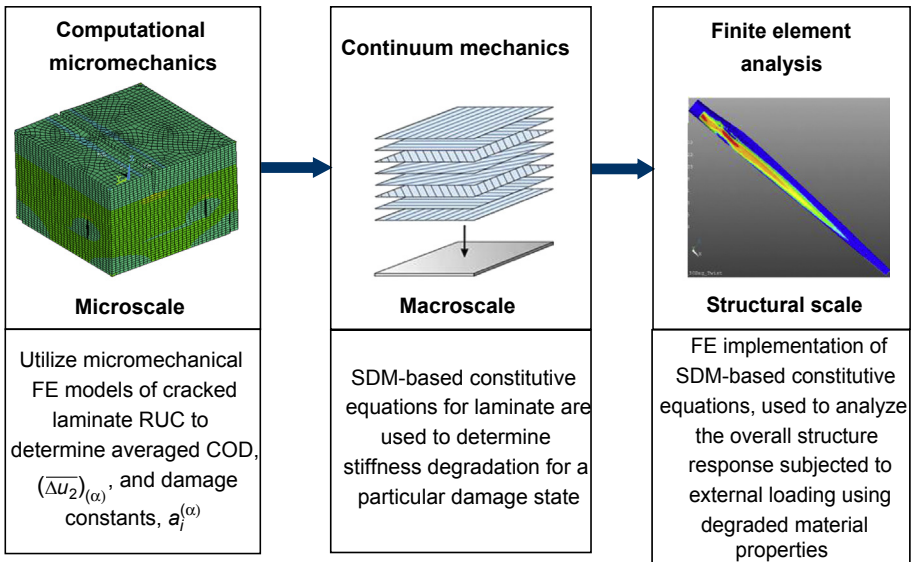 Computational
micromechanics
Microscale
Utilize micromechanical
FE models of cracked
laminate RUC to
determine averaged COD,
(Δu₂)₍α₎, and damage
constants, aᵢ⁽α⁾
Continuum mechanics
Macroscale
SDM-based constitutive
equations for laminate are
used to determine
stiffness degradation for a
particular damage state
Finite element
analysis
Structural scale
FE implementation of
SDM-based constitutive
equations, used to analyze
the overall structure
response subjected to
external loading using
degraded material
properties